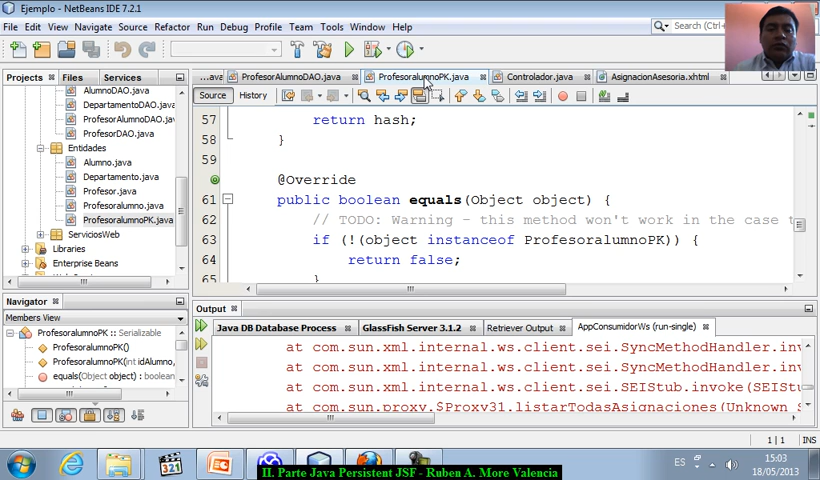 Ejemplo - NetBeans IDE 7.2.1
File Edit View Navigate Source Refactor Run Debug Profile Team Tools Window Help
Search (Ctrl+I)
Projects Files Services
...ava ProfesorAlumnoDAO.java ProfesoralumnoPK.java Controlador.java AsignacionAsesoria.xhtml
Source History
AlumnoDAO.java
DepartamentoDAO.java
ProfesorAlumnoDAO.java
ProfesorDAO.java
Entidades
Alumno.java
Departamento.java
Profesor.java
Profesoralumno.java
ProfesoralumnoPK.java
ServiciosWeb
Libraries
Enterprise Beans
57 return hash;
58 }
59
@Override
61 public boolean equals(Object object) {
62 // TODO: Warning - this method won't work in the case t
63 if (!(object instanceof ProfesoralumnoPK)) {
64 return false;
65 }
Navigator
Members View
ProfesoralumnoPK :: Serializable
ProfesoralumnoPK()
ProfesoralumnoPK(int idAlumno,
equals(Object object) : boolean
Output
Java DB Database Process GlassFish Server 3.1.2 Retriever Output AppConsumidorWs (run-single)
at com.sun.xml.internal.ws.client.sei.SyncMethodHandler.inv
at com.sun.xml.internal.ws.client.sei.SyncMethodHandler.inv
at com.sun.xml.internal.ws.client.sei.SEIStub.invoke(SEIStu
at com.sun.proxy.$Proxy31.listarTodasAsignaciones(Unknown S
1 | 1 INS
321
ES
15:03
18/05/2013
II. Parte Java Persistent JSF - Ruben A. More Valencia